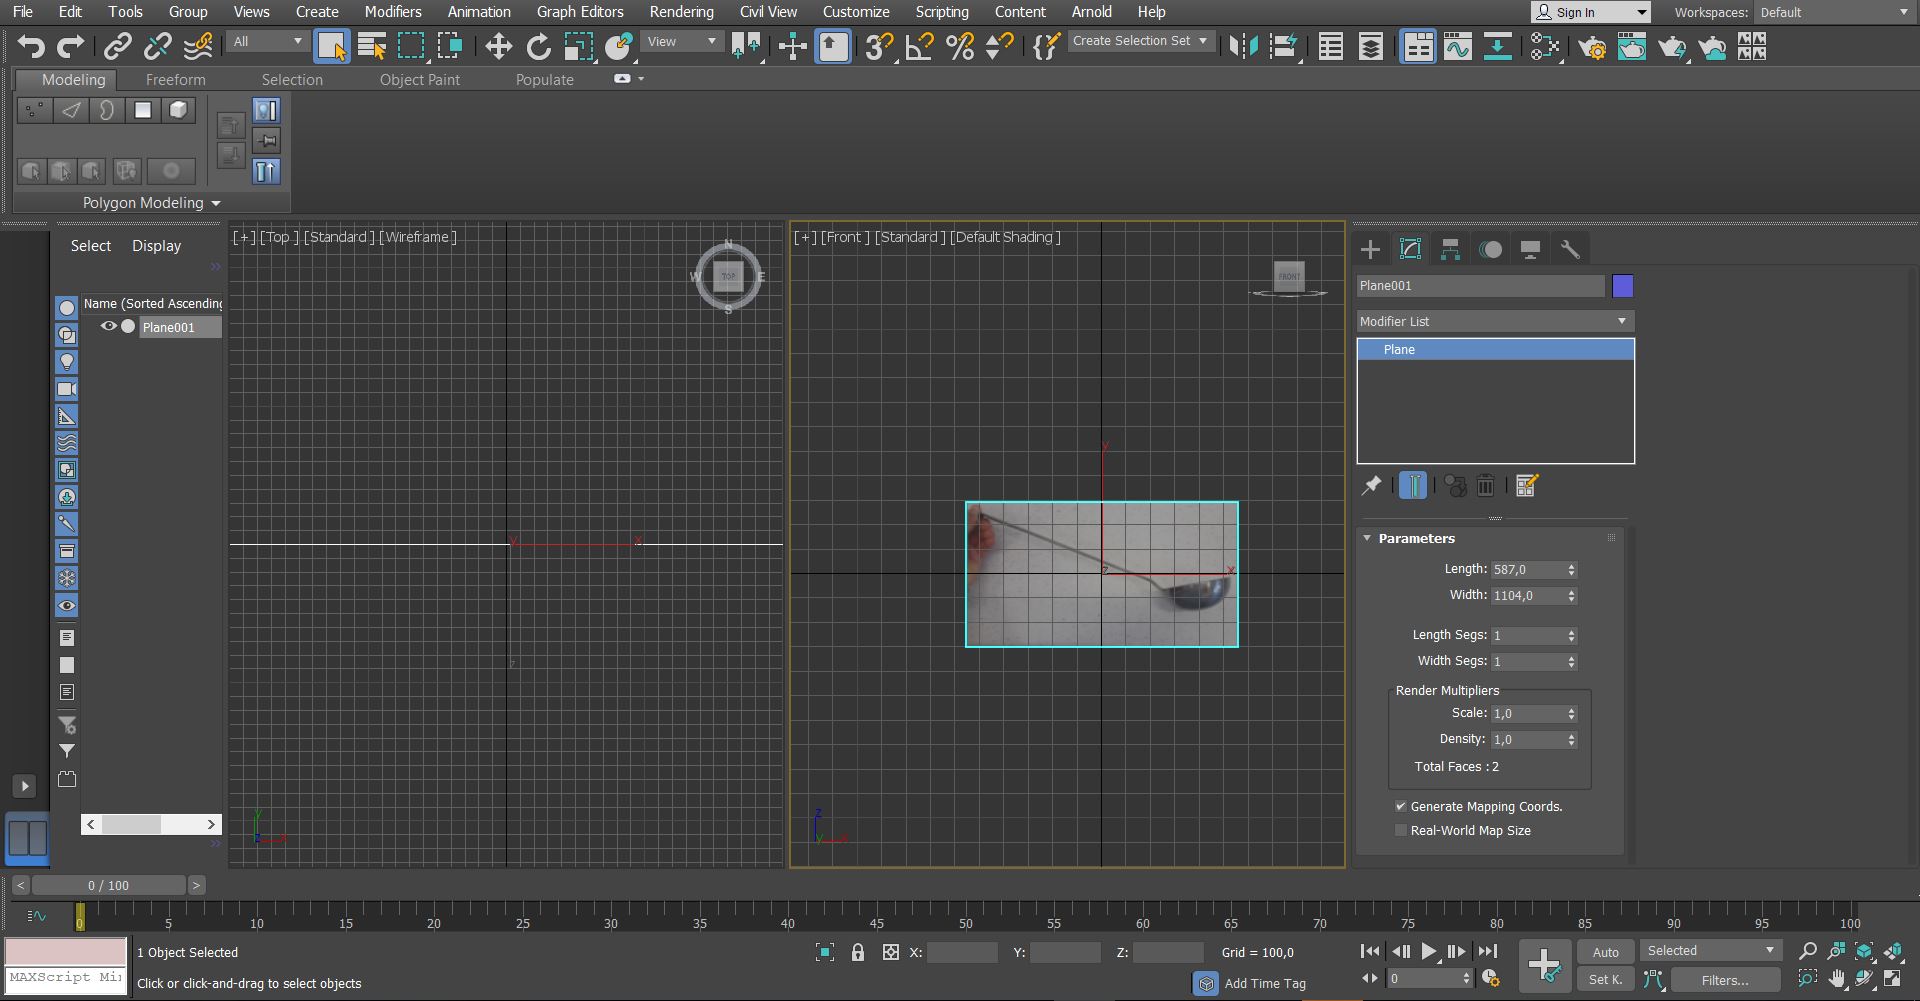 File Edit Tools Group Views Create Modifiers Animation Graph Editors Rendering Civil View Customize Scripting Content Arnold Help Sign In Workspaces: Default
All View Create Selection Set
Modeling Freeform Selection Object Paint Populate
Polygon Modeling
Select Display
Name (Sorted Ascending
Plane001
[+] [Top ] [Standard ] [Wireframe ]
N
W TOP E
S
Y X
Z
Y
Z X
[+] [Front ] [Standard ] [Default Shading ]
FRONT
Y
Z X
Z
Y X
Plane001
Modifier List
Plane
Parameters
Length: 587,0
Width: 1104,0
Length Segs: 1
Width Segs: 1
Render Multipliers
Scale: 1,0
Density: 1,0
Total Faces : 2
Generate Mapping Coords.
Real-World Map Size
< 0 / 100 >
0 5 10 15 20 25 30 35 40 45 50 55 60 65 70 75 80 85 90 95 100
1 Object Selected X: Y: Z: Grid = 100,0 Auto Selected
MAXScript Mi
Click or click-and-drag to select objects Add Time Tag 0 Set K. Filters...